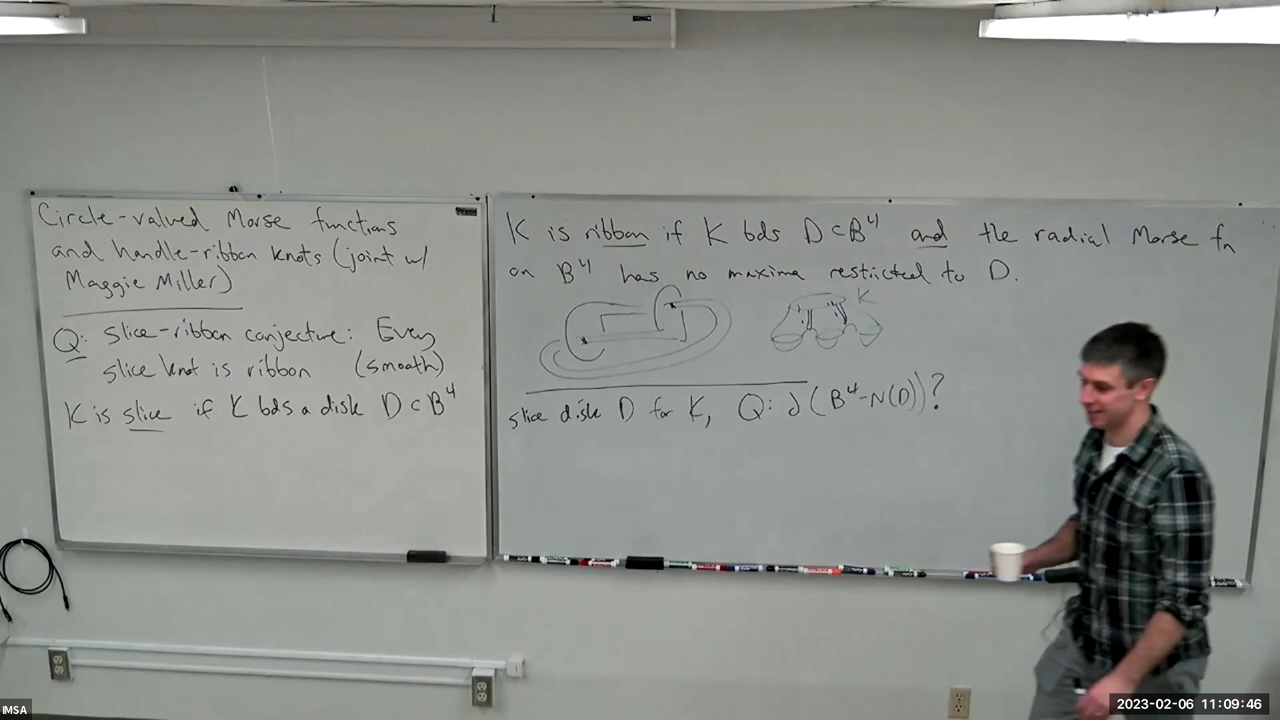 Circle-valued Morse functions
and handle-ribbon knots (joint w/
Maggie Miller)
Q: slice-ribbon conjecture: Every
slice knot is ribbon (smooth)
K is slice if K bds a disk D ⊂ B⁴
K is ribbon if K bds D ⊂ B⁴ and the radial Morse fn
on B⁴ has no maxima restricted to D.
K
slice disk D for K, Q: ∂(B⁴-N(D))?
IMSA
2023-02-06 11:09:46